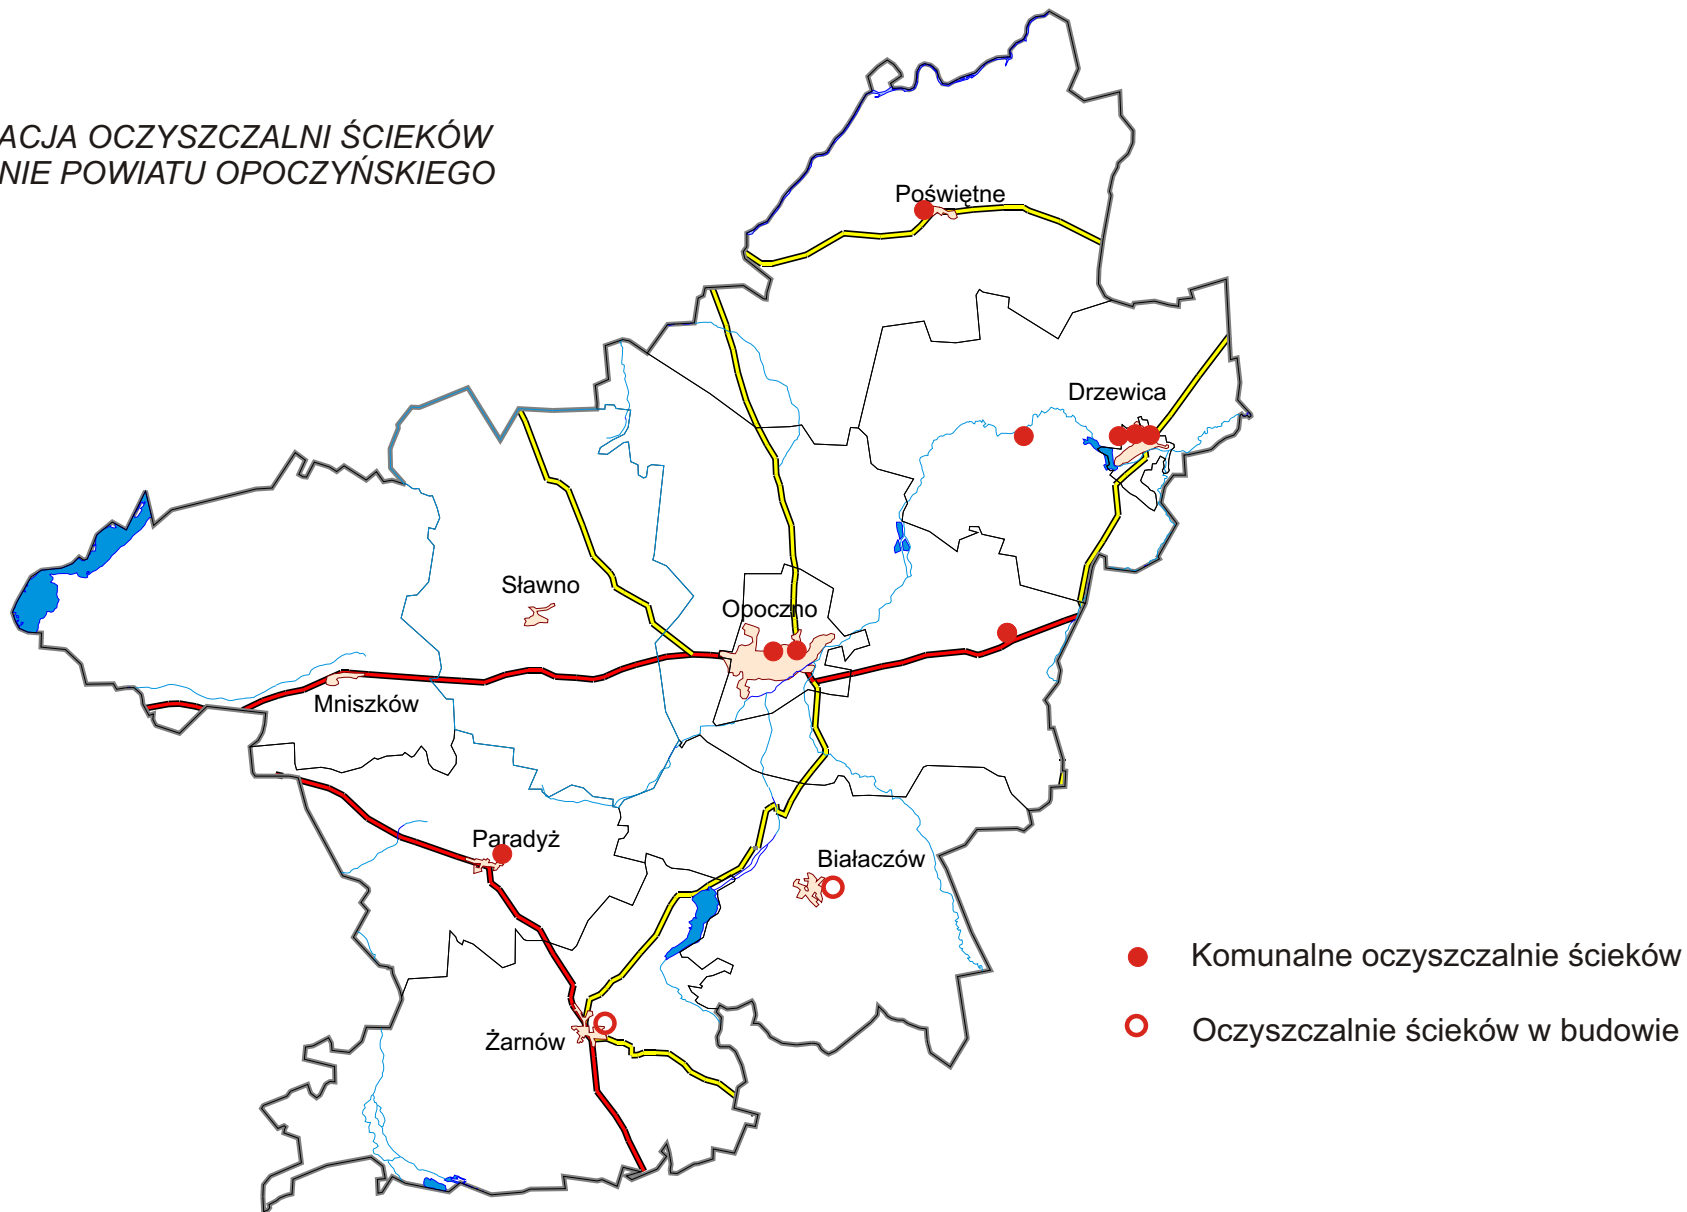 ACJA OCZYSZCZALNI ŚCIEKÓW
NIE POWIATU OPOCZYŃSKIEGO
Poświętne
Drzewica
Sławno
Opoczno
Mniszków
Paradyż
Białaczów
Żarnów
Komunalne oczyszczalnie ścieków
Oczyszczalnie ścieków w budowie